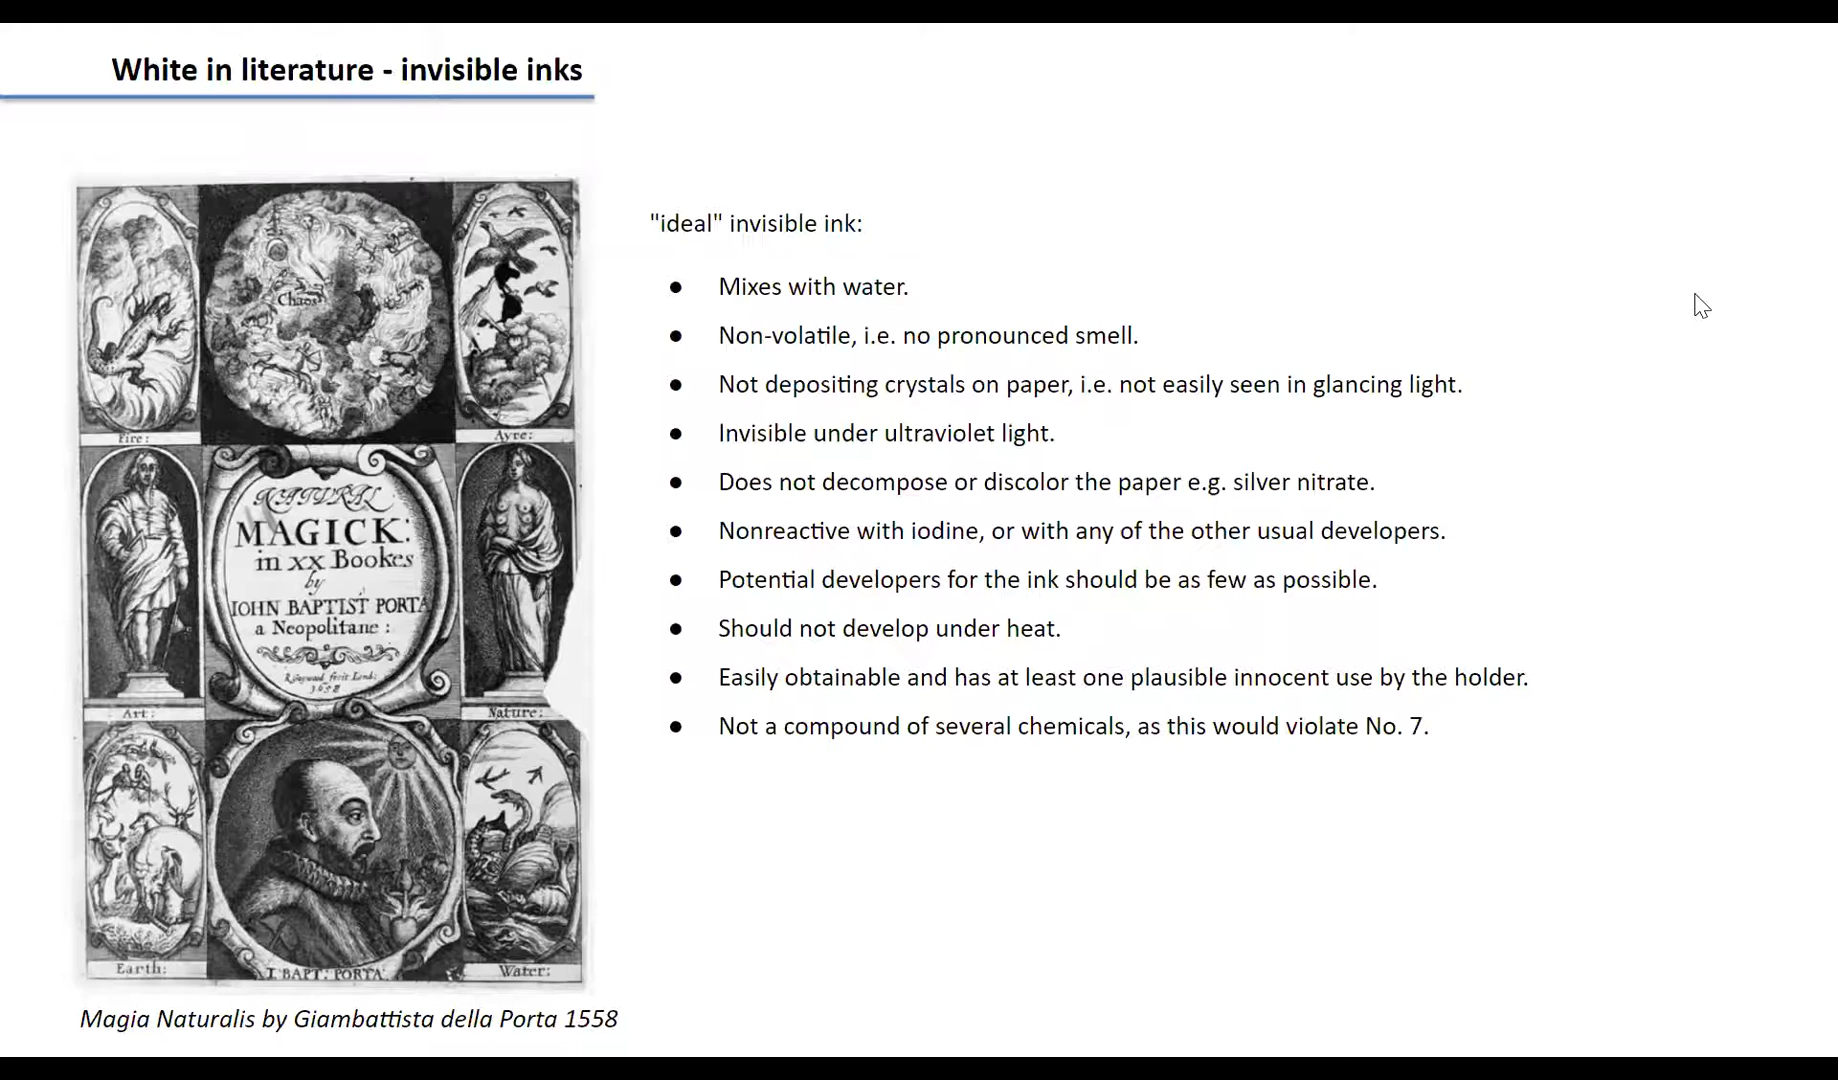 White in literature - invisible inks
Chaos
Fire:
Ayre:
NATURAL
MAGICK:
in XX Bookes
by
IOHN BAPTIST PORTA
a Neopolitane:
R.Gaywood fecit Lond:
1658
Art:
Nature:
Earth:
I. BAPT: PORTA.
Water:
Magia Naturalis by Giambattista della Porta 1558
"ideal" invisible ink:
● Mixes with water.
● Non-volatile, i.e. no pronounced smell.
● Not depositing crystals on paper, i.e. not easily seen in glancing light.
● Invisible under ultraviolet light.
● Does not decompose or discolor the paper e.g. silver nitrate.
● Nonreactive with iodine, or with any of the other usual developers.
● Potential developers for the ink should be as few as possible.
● Should not develop under heat.
● Easily obtainable and has at least one plausible innocent use by the holder.
● Not a compound of several chemicals, as this would violate No. 7.